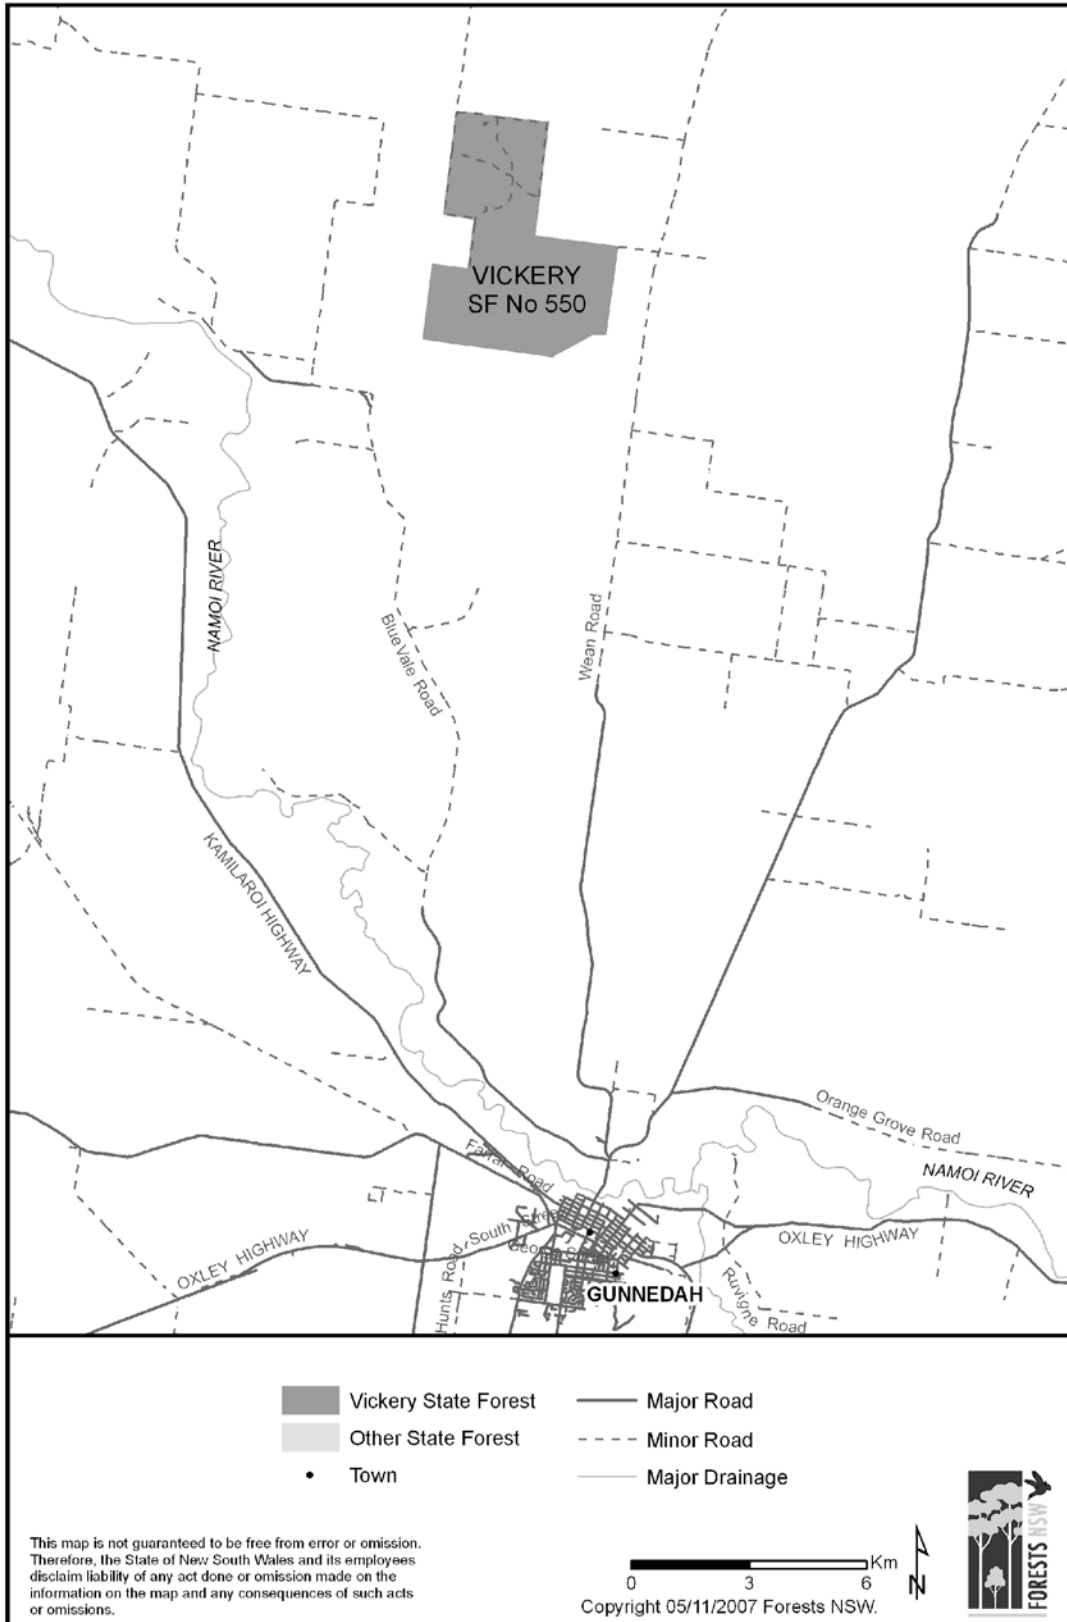 VICKERY
SF No 550
NAMOI RIVER
BlueVale Road
Wean Road
KAMILAROI HIGHWAY
Orange Grove Road
NAMOI RIVER
Farrar Road
South Street
OXLEY HIGHWAY
OXLEY HIGHWAY
Hunts Road
GUNNEDAH
Ruvigne Road
Vickery State Forest
Major Road
Other State Forest
Minor Road
Town
Major Drainage
This map is not guaranteed to be free from error or omission.
Therefore, the State of New South Wales and its employees
disclaim liability of any act done or omission made on the
information on the map and any consequences of such acts
or omissions.
Km
0 3 6
N
Copyright 05/11/2007 Forests NSW.
FORESTS NSW